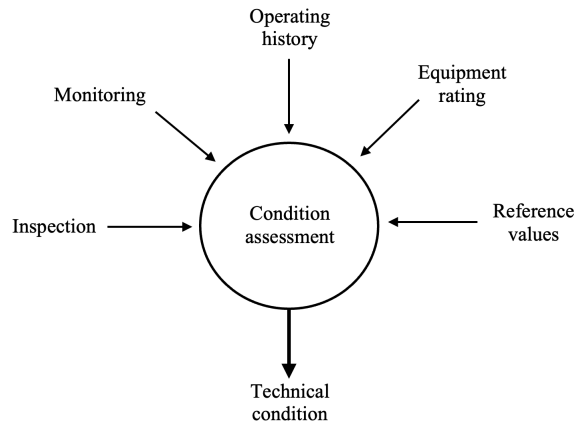 Operating
history
Equipment
rating
Monitoring
Reference
values
Inspection
Condition
assessment
Technical
condition